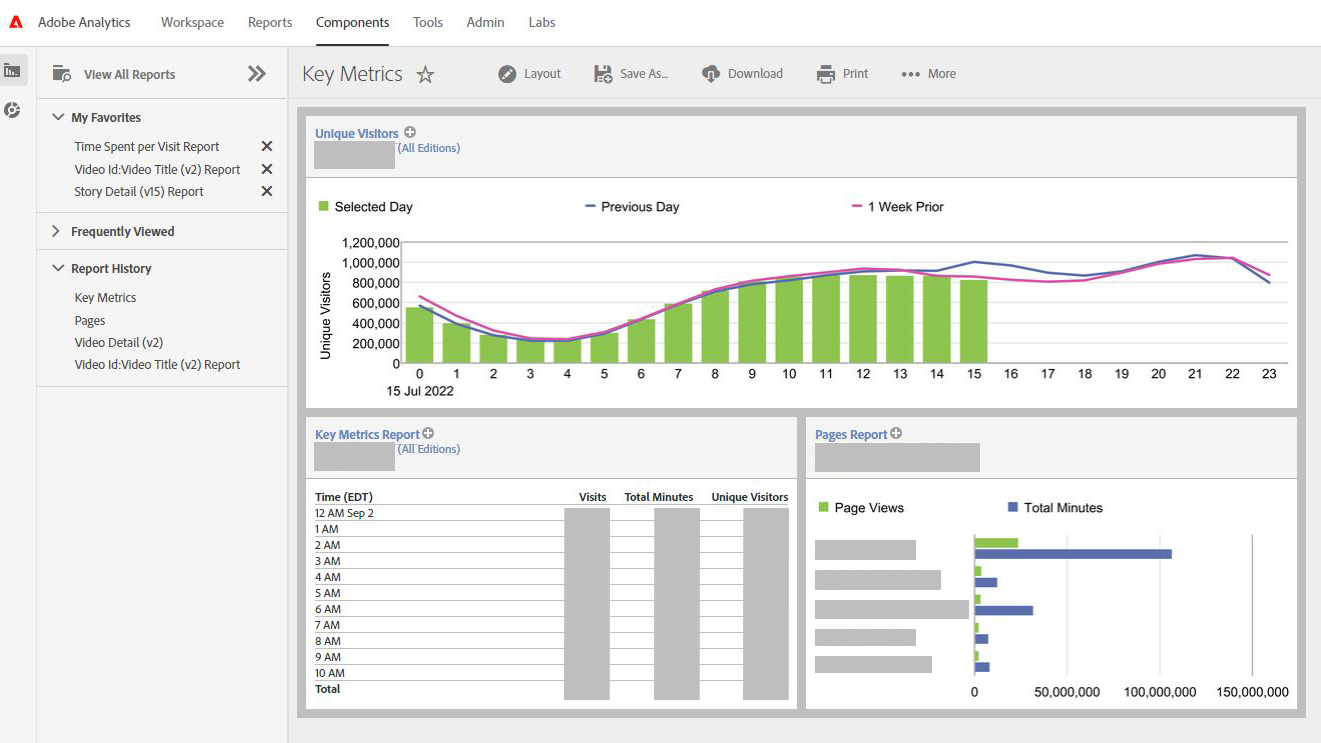 Adobe Analytics Workspace Reports Components Tools Admin Labs
View All Reports
My Favorites
Time Spent per Visit Report
Video Id:Video Title (v2) Report
Story Detail (v15) Report
Frequently Viewed
Report History
Key Metrics
Pages
Video Detail (v2)
Video Id:Video Title (v2) Report
Key Metrics Layout Save As... Download Print More
Unique Visitors
(All Editions)
Selected Day Previous Day 1 Week Prior
Unique Visitors
1,200,000
1,000,000
800,000
600,000
400,000
200,000
0
0 1 2 3 4 5 6 7 8 9 10 11 12 13 14 15 16 17 18 19 20 21 22 23
15 Jul 2022
Key Metrics Report
(All Editions)
Time (EDT) Visits Total Minutes Unique Visitors
12 AM Sep 2
1 AM
2 AM
3 AM
4 AM
5 AM
6 AM
7 AM
8 AM
9 AM
10 AM
Total
Pages Report
Page Views Total Minutes
0 50,000,000 100,000,000 150,000,000